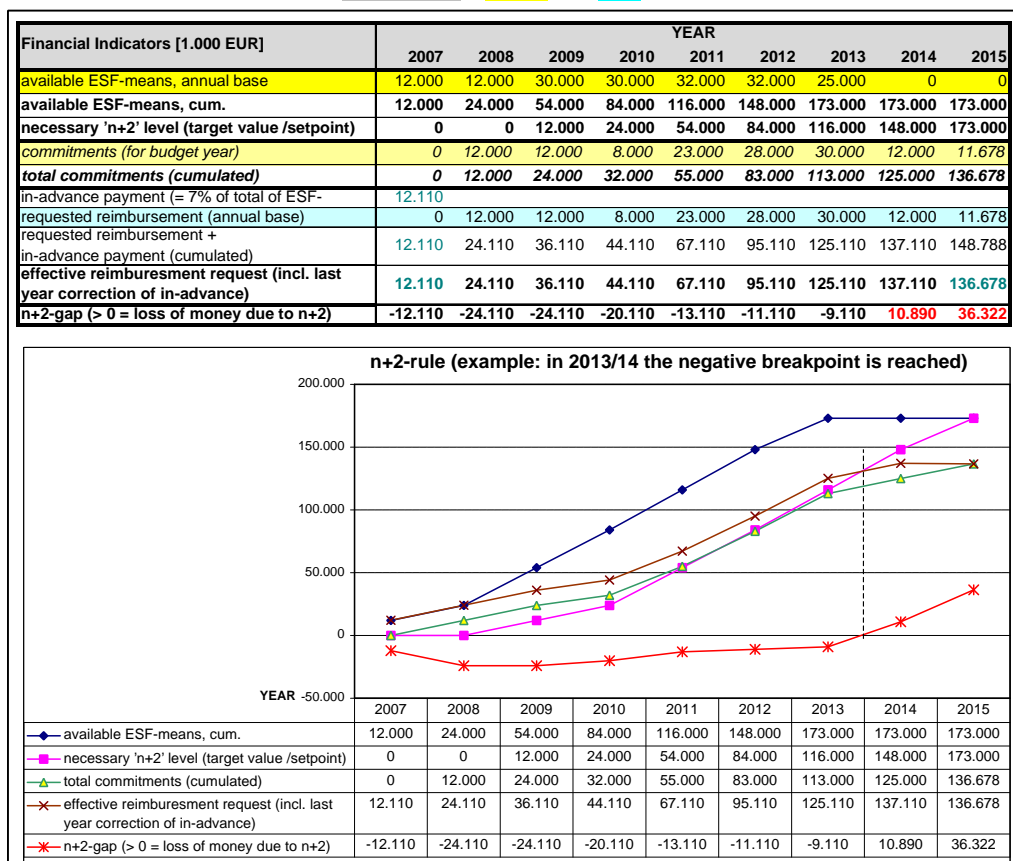 Financial Indicators [1.000 EUR] YEAR
2007 2008 2009 2010 2011 2012 2013 2014 2015
available ESF-means, annual base 12.000 12.000 30.000 30.000 32.000 32.000 25.000 0 0
available ESF-means, cum. 12.000 24.000 54.000 84.000 116.000 148.000 173.000 173.000 173.000
necessary 'n+2' level (target value /setpoint) 0 0 12.000 24.000 54.000 84.000 116.000 148.000 173.000
commitments (for budget year) 0 12.000 12.000 8.000 23.000 28.000 30.000 12.000 11.678
total commitments (cumulated) 0 12.000 24.000 32.000 55.000 83.000 113.000 125.000 136.678
in-advance payment (= 7% of total of ESF- 12.110
requested reimbursement (annual base) 0 12.000 12.000 8.000 23.000 28.000 30.000 12.000 11.678
requested reimbursement +
in-advance payment (cumulated) 12.110 24.110 36.110 44.110 67.110 95.110 125.110 137.110 148.788
effective reimburesment request (incl. last
year correction of in-advance) 12.110 24.110 36.110 44.110 67.110 95.110 125.110 137.110 136.678
n+2-gap (> 0 = loss of money due to n+2) -12.110 -24.110 -24.110 -20.110 -13.110 -11.110 -9.110 10.890 36.322
n+2-rule (example: in 2013/14 the negative breakpoint is reached)
200.000
150.000
100.000
50.000
0
YEAR -50.000
2007 2008 2009 2010 2011 2012 2013 2014 2015
available ESF-means, cum. 12.000 24.000 54.000 84.000 116.000 148.000 173.000 173.000 173.000
necessary 'n+2' level (target value /setpoint) 0 0 12.000 24.000 54.000 84.000 116.000 148.000 173.000
total commitments (cumulated) 0 12.000 24.000 32.000 55.000 83.000 113.000 125.000 136.678
effective reimburesment request (incl. last 12.110 24.110 36.110 44.110 67.110 95.110 125.110 137.110 136.678
year correction of in-advance)
n+2-gap (> 0 = loss of money due to n+2) -12.110 -24.110 -24.110 -20.110 -13.110 -11.110 -9.110 10.890 36.322